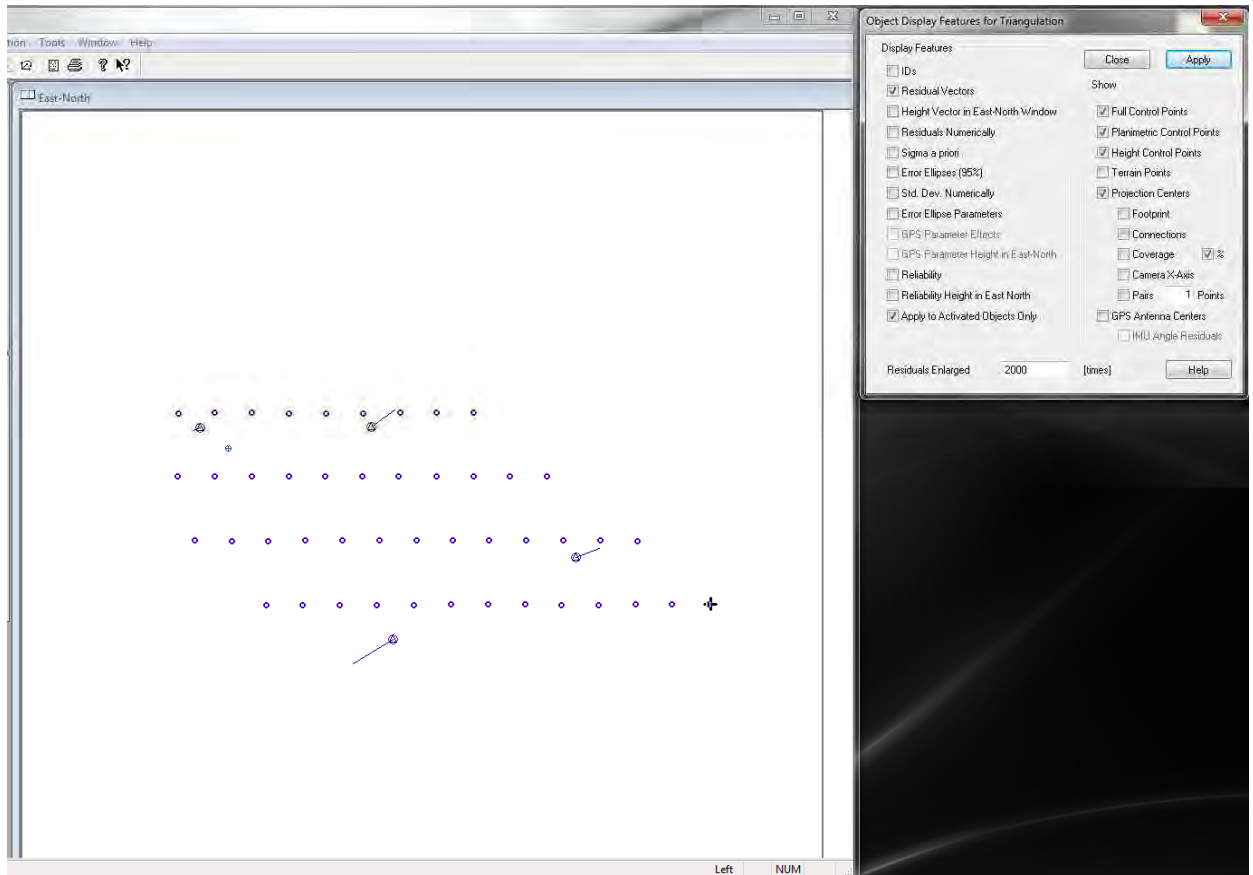 Tools Window Help
East-North
Left NUM
Object Display Features for Triangulation
Display Features
IDs
Residual Vectors
Height Vector in East-North Window
Residuals Numerically
Sigma a priori
Error Ellipses (95%)
Std. Dev. Numerically
Error Ellipse Parameters
GPS Parameter Effects
GPS Parameter Height in East-North
Reliability
Reliability Height in East North
Apply to Activated Objects Only
Close Apply
Show
Full Control Points
Planimetric Control Points
Height Control Points
Terrain Points
Projection Centers
Footprint
Connections
Coverage %
Camera X-Axis
Pairs 1 Points
GPS Antenna Centers
IMU Angle Residuals
Residuals Enlarged 2000 [times] Help